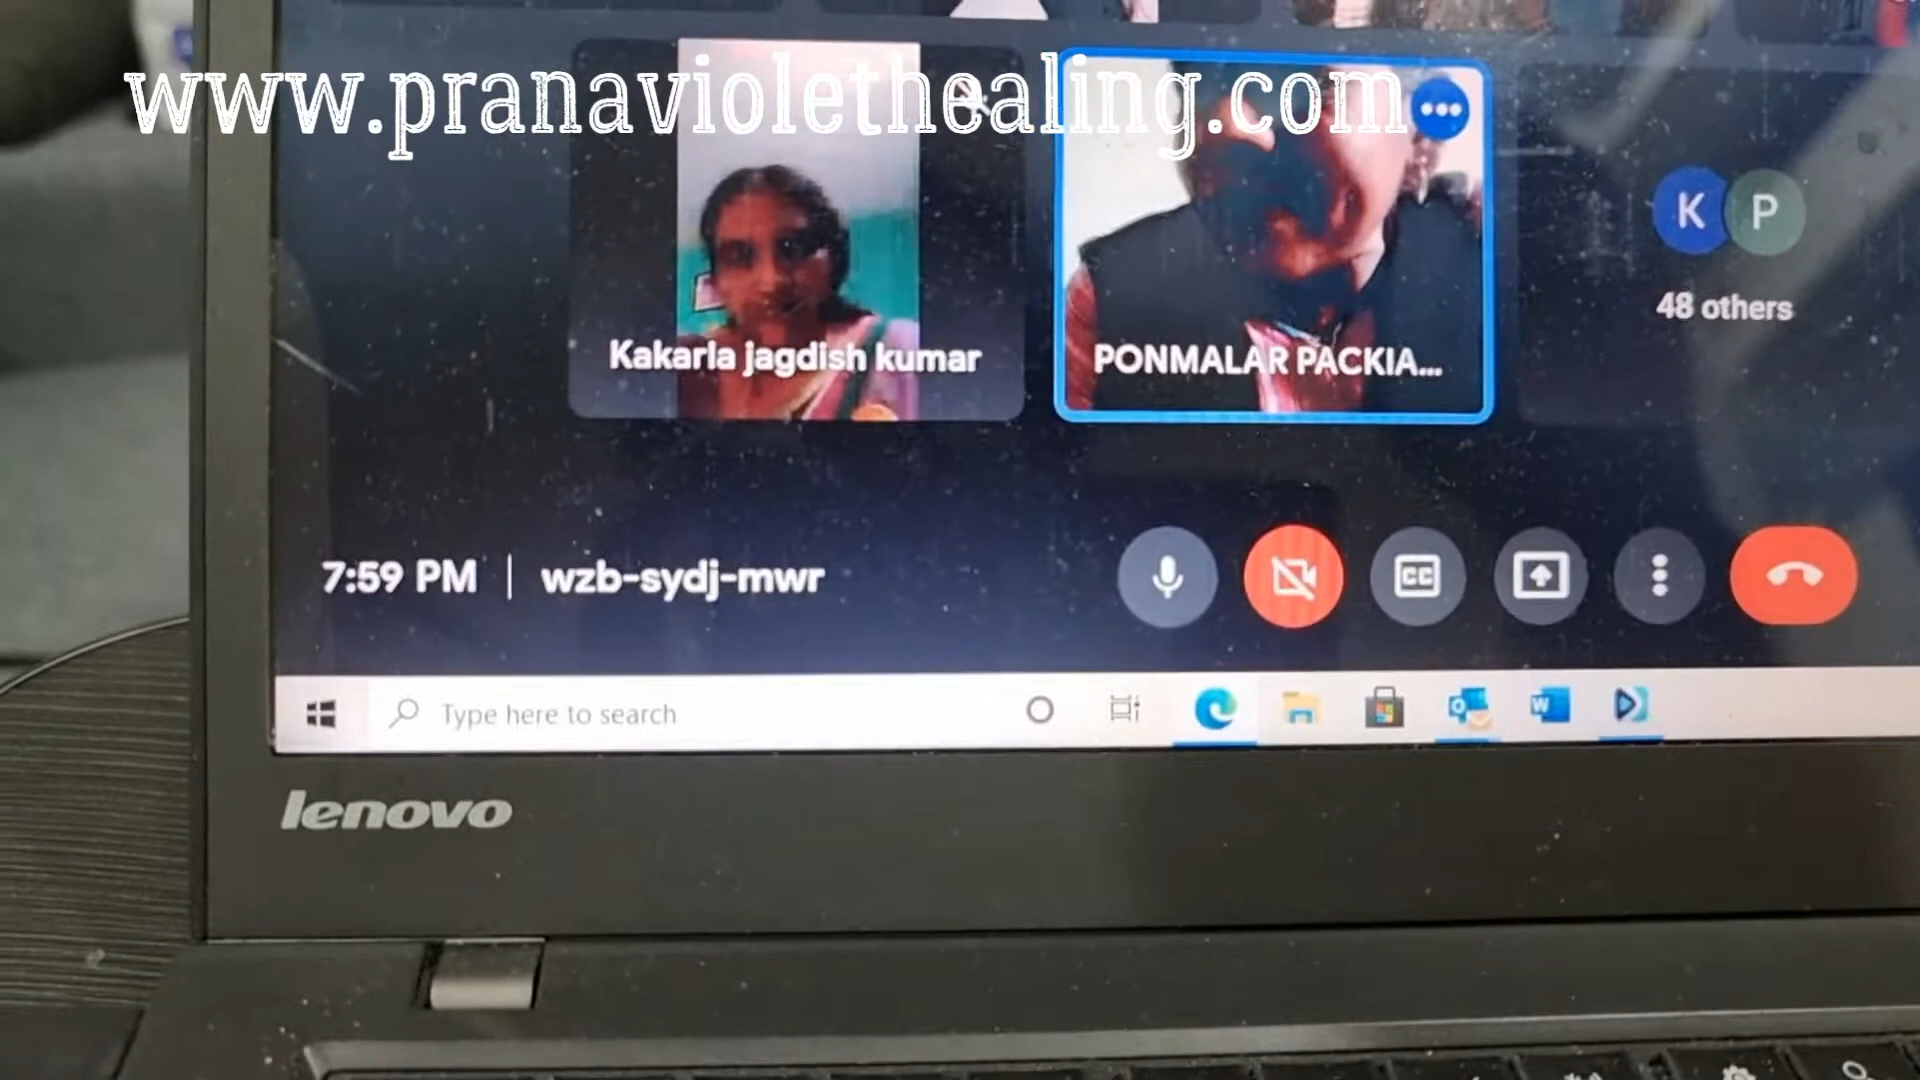 www.pranaviolethealing.com
Kakarla jagdish kumar
PONMALAR PACKIA...
K P
48 others
7:59 PM | wzb-sydj-mwr
CC
Type here to search
lenovo